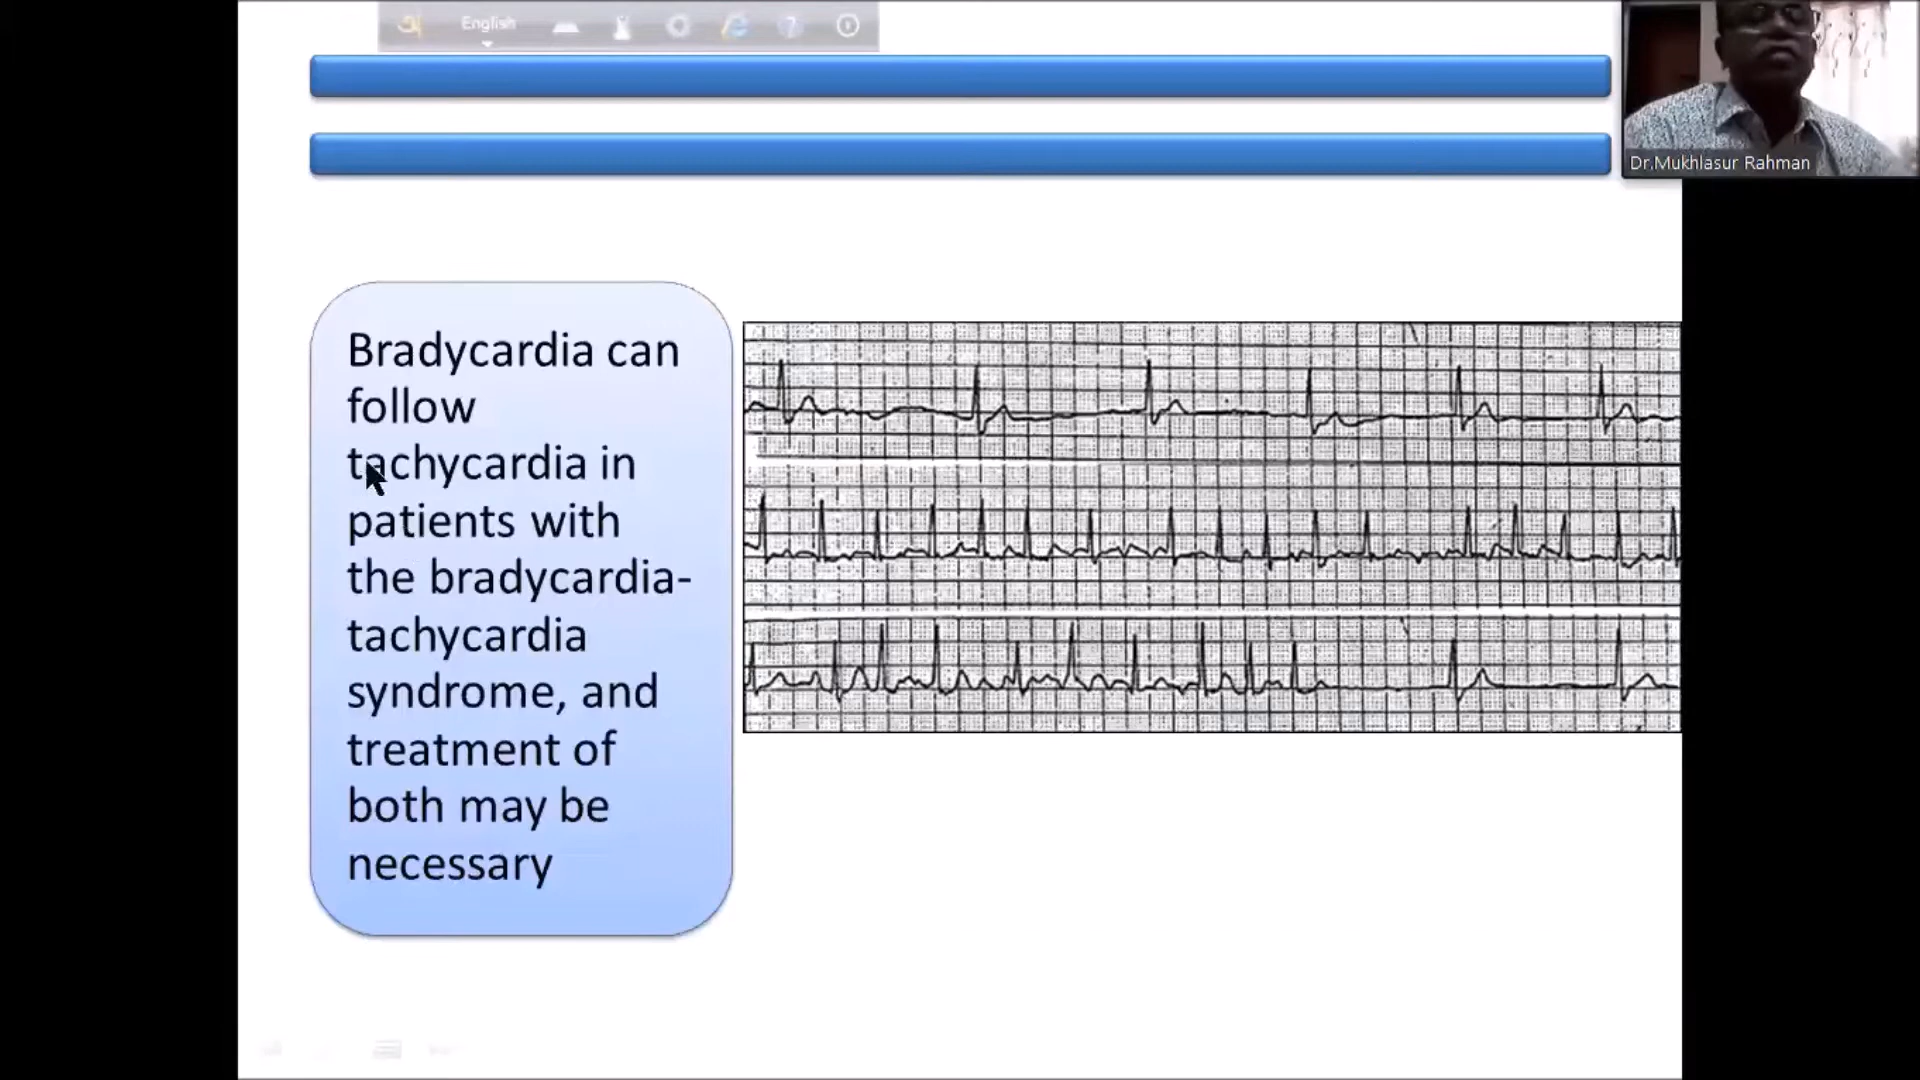 English
Dr.Mukhlasur Rahman
Bradycardia can
follow
tachycardia in
patients with
the bradycardia-
tachycardia
syndrome, and
treatment of
both may be
necessary